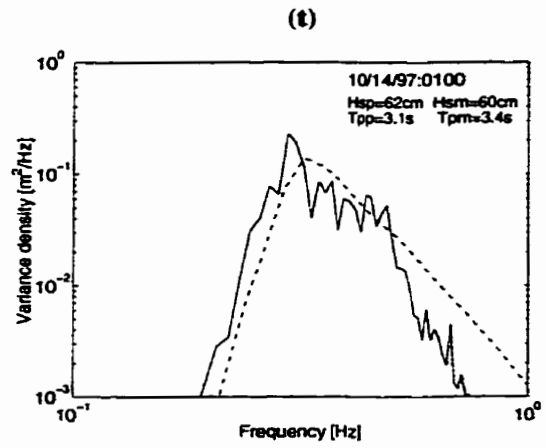 (t)
10/14/97:0100
Hsp=62cm Hsm=60cm
Tpp=3.1s Tpm=3.4s
Variance density [m²/Hz]
10⁰
10⁻¹
10⁻²
10⁻³
10⁻¹
10⁰
Frequency [Hz]